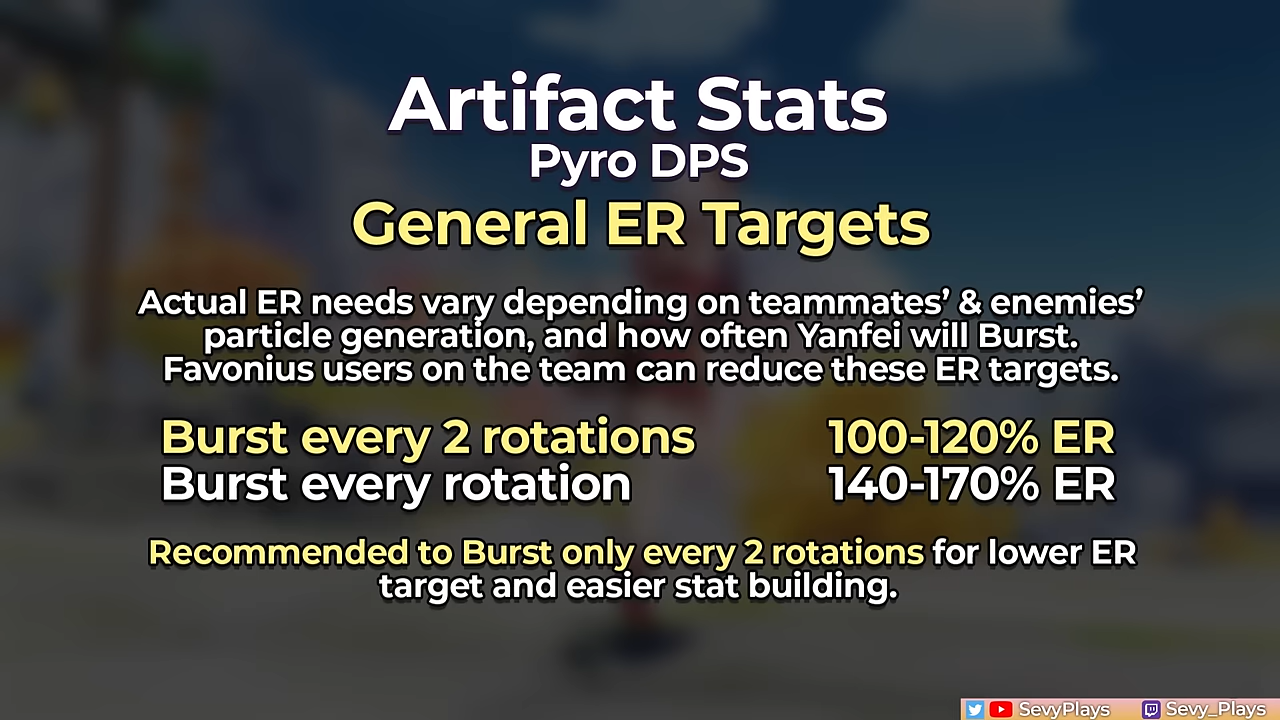 Artifact Stats
Pyro DPS
General ER Targets
Actual ER needs vary depending on teammates’ & enemies’
particle generation, and how often Yanfei will Burst.
Favonius users on the team can reduce these ER targets.
Burst every 2 rotations 100-120% ER
Burst every rotation 140-170% ER
Recommended to Burst only every 2 rotations for lower ER
target and easier stat building.
SevyPlays Sevy_Plays